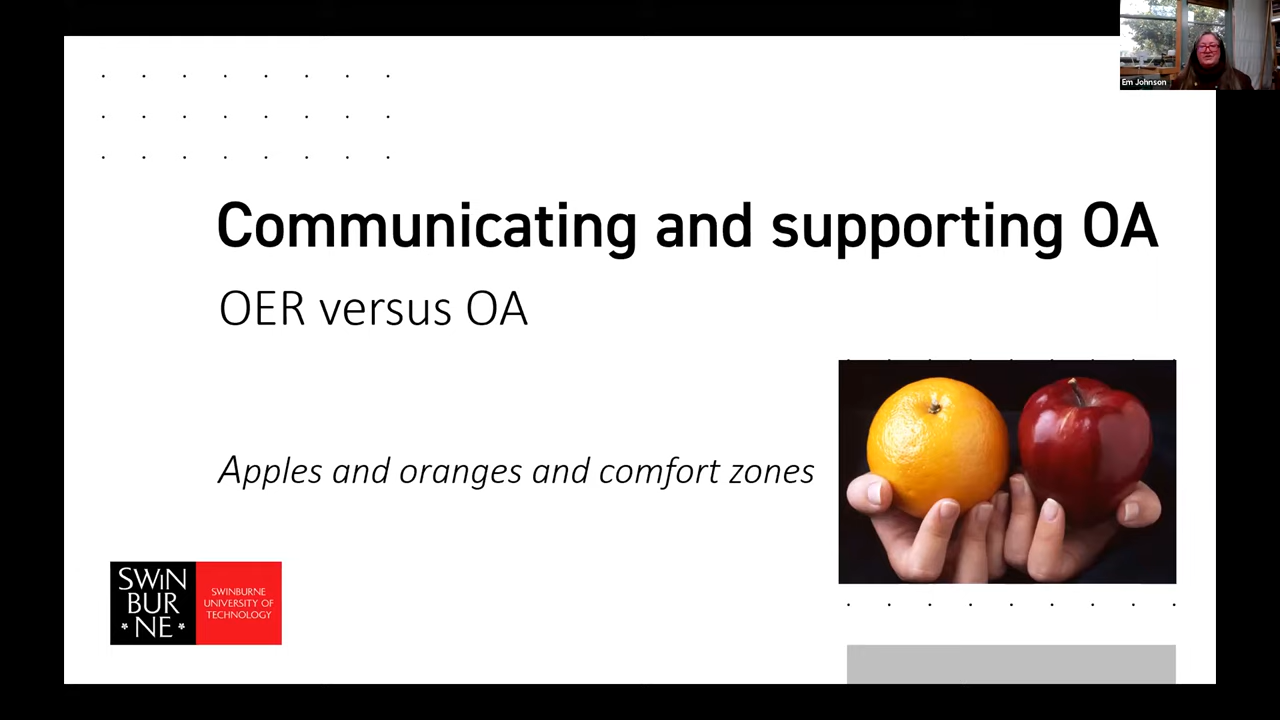 Em Johnson
Communicating and supporting OA
OER versus OA
Apples and oranges and comfort zones
SWiN
BUR
NE
SWINBURNE
UNIVERSITY OF
TECHNOLOGY